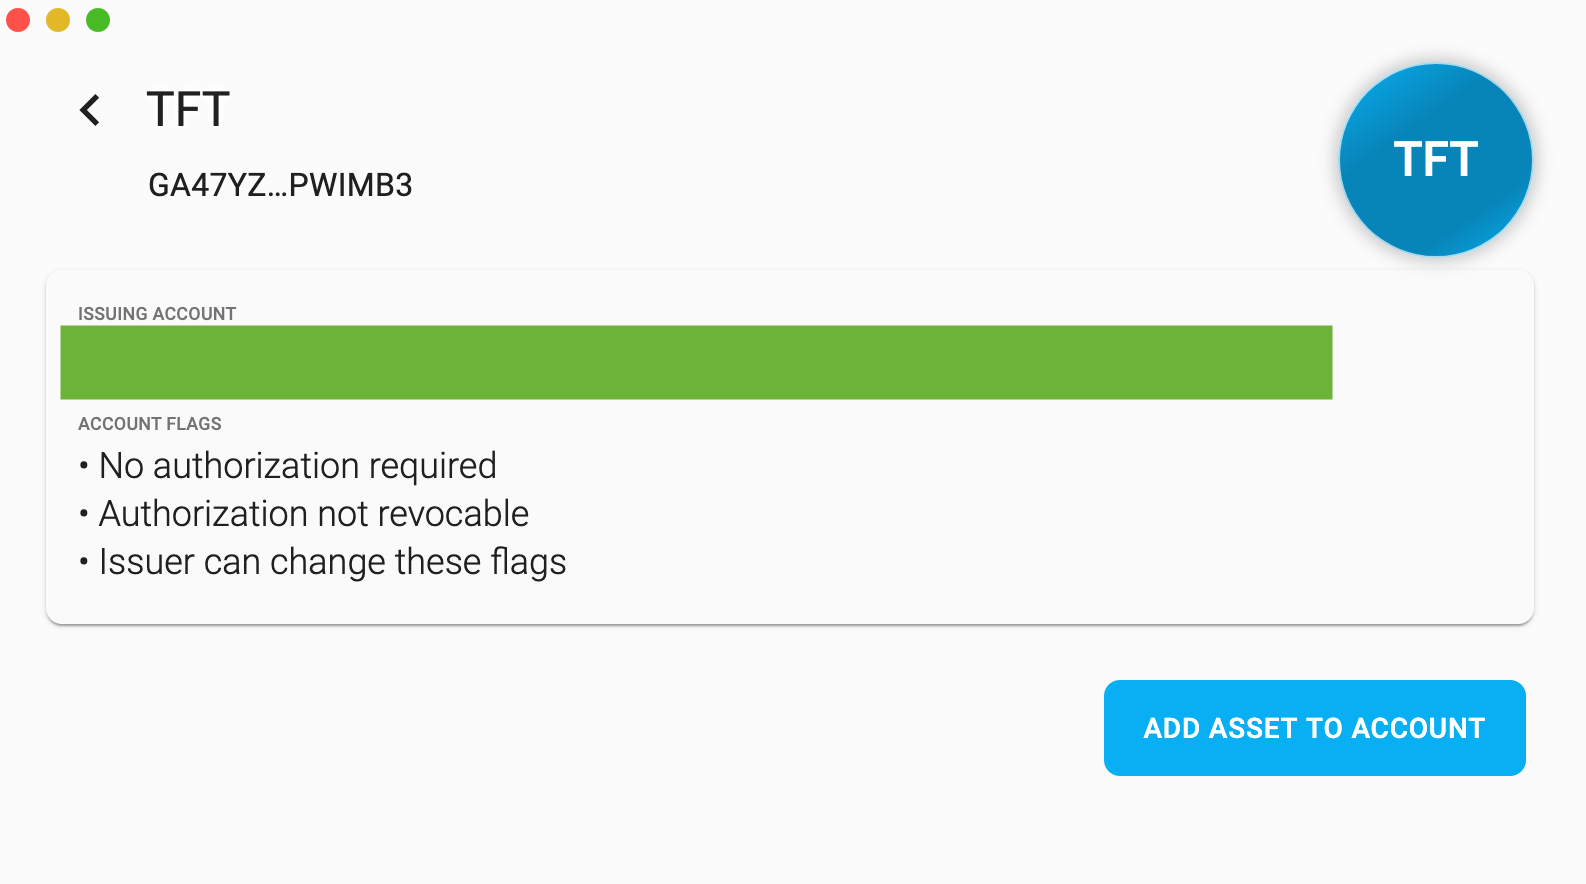 TFT
GA47YZ…PWIMB3
TFT
ISSUING ACCOUNT
ACCOUNT FLAGS
• No authorization required
• Authorization not revocable
• Issuer can change these flags
ADD ASSET TO ACCOUNT